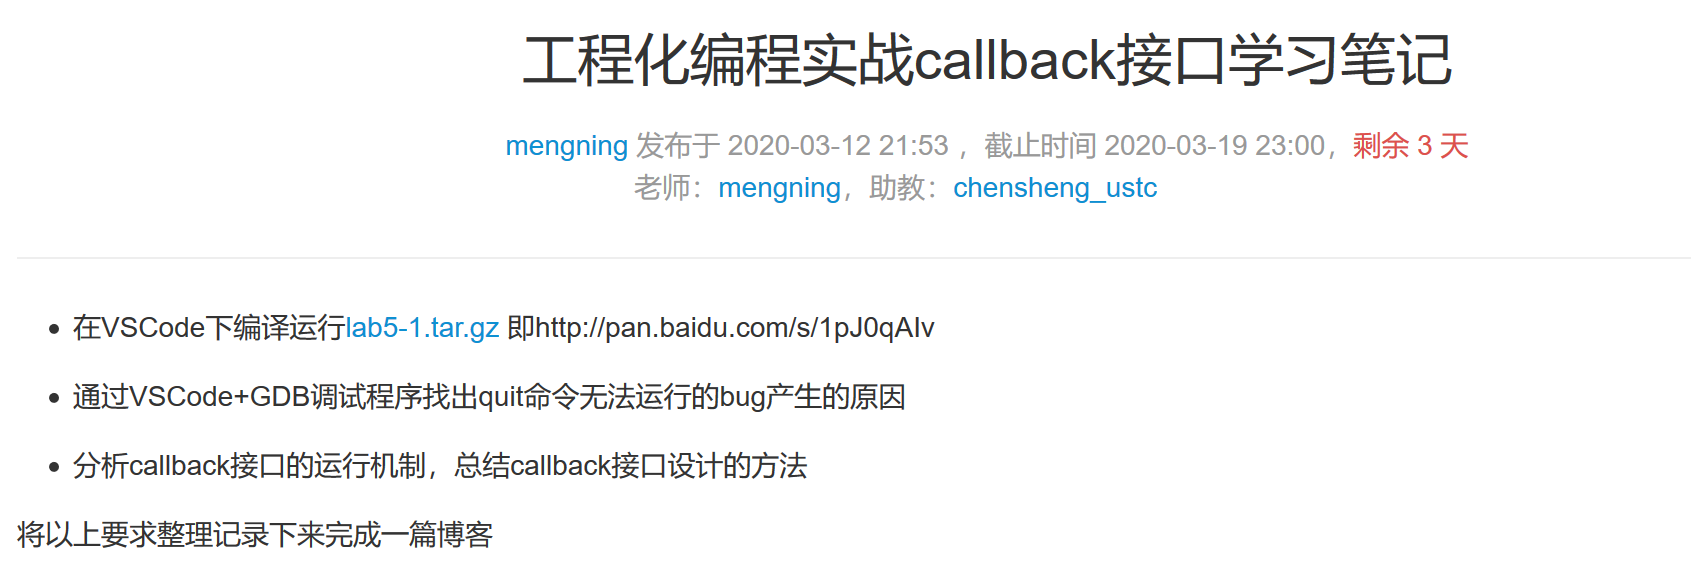 工程化编程实战callback接口学习笔记
mengning 发布于 2020-03-12 21:53 ，截止时间 2020-03-19 23:00，剩余 3 天
老师：mengning，助教：chensheng_ustc
• 在VSCode下编译运行lab5-1.tar.gz 即http://pan.baidu.com/s/1pJ0qAIv
• 通过VSCode+GDB调试程序找出quit命令无法运行的bug产生的原因
• 分析callback接口的运行机制，总结callback接口设计的方法
将以上要求整理记录下来完成一篇博客